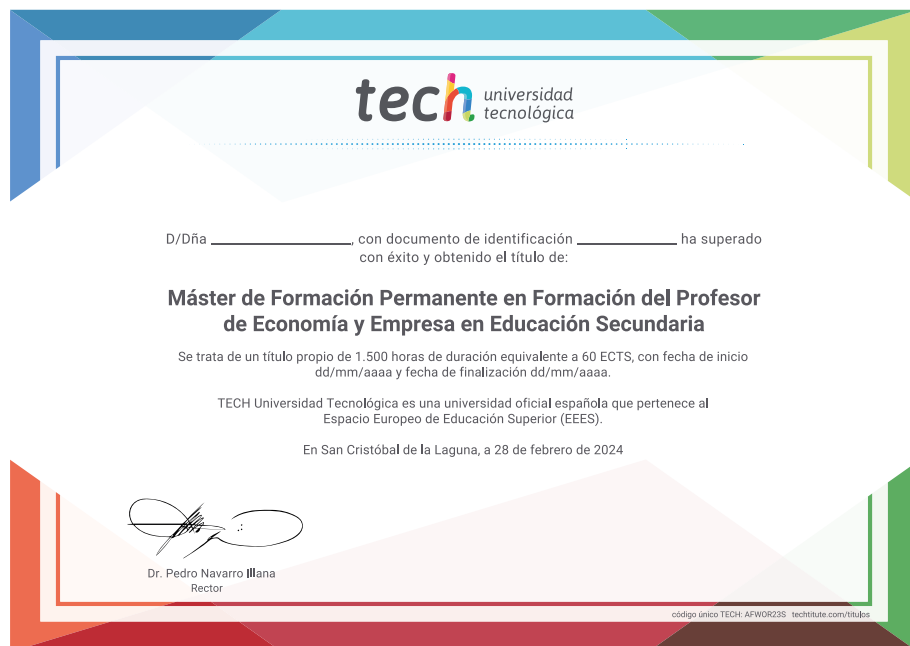 tech universidad
tecnológica
D/Dña ____________, con documento de identificación ____________ ha superado
con éxito y obtenido el título de:
Máster de Formación Permanente en Formación del Profesor
de Economía y Empresa en Educación Secundaria
Se trata de un título propio de 1.500 horas de duración equivalente a 60 ECTS, con fecha de inicio
dd/mm/aaaa y fecha de finalización dd/mm/aaaa.
TECH Universidad Tecnológica es una universidad oficial española que pertenece al
Espacio Europeo de Educación Superior (EEES).
En San Cristóbal de la Laguna, a 28 de febrero de 2024
Dr. Pedro Navarro Illana
Rector
código único TECH: AFWOR23S techtitute.com/titulos